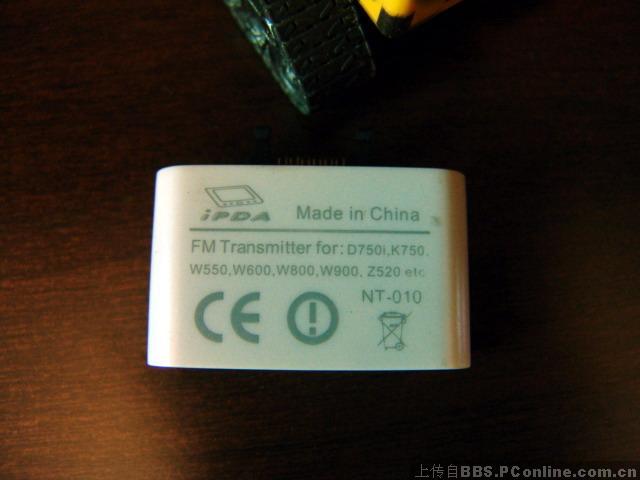 iPDA
Made in China
FM Transmitter for: D750i,K750,
W550,W600,W800,W900, Z520 etc
NT-010
CE
上传自BBS.PConline.com.cn